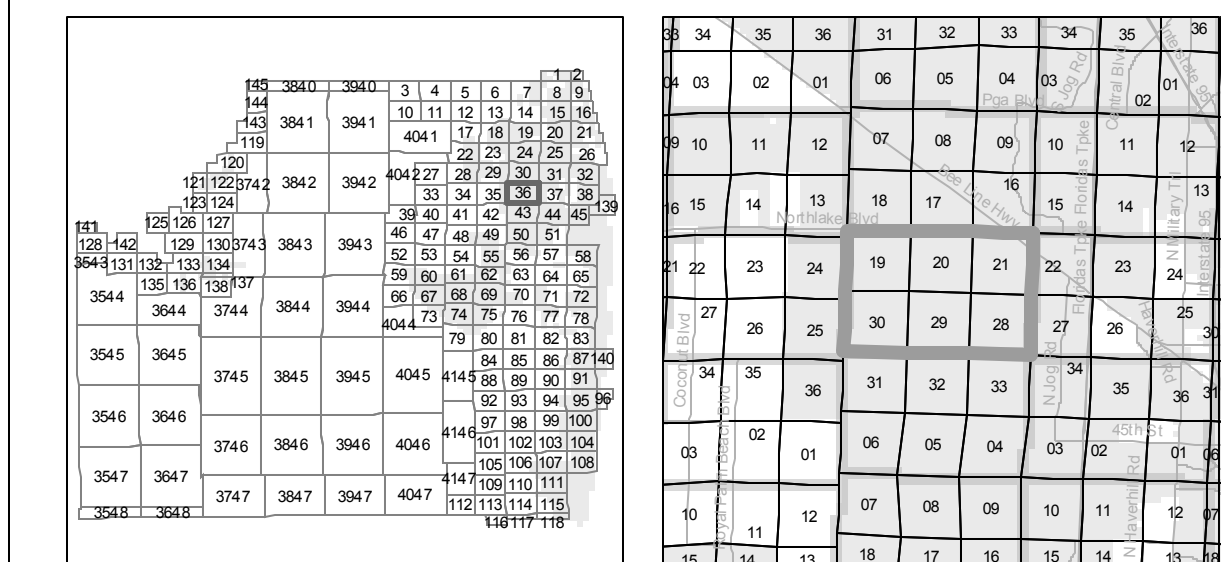 1 2
145 3840 3940 3 4 5 6 7 8 9
144
143 3841 3941 10 11 12 13 14 15 16
119 4041 17 18 19 20 21
120 22 23 24 25 26
121 122 3742 3842 3942 4042 27 28 29 30 31 32
123 124 33 34 35 36 37 38
139
141 125 126 127 39 40 41 42 43 44 45
128 142 129 130 3743 3843 3943 46 47 48 49 50 51
3543 131 132 133 134 52 53 54 55 56 57 58
135 136 138 137 59 60 61 62 63 64 65
3544 3644 3744 3844 3944 66 67 68 69 70 71 72
4044 73 74 75 76 77 78
79 80 81 82 83
3545 3645 3745 3845 3945 4045 4145 84 85 86 87 140
88 89 90 91
3546 3646 92 93 94 95 96
3746 3846 3946 4046 4146 97 98 99 100
101 102 103 104
3547 3647 4147 105 106 107 108
3747 3847 3947 4047 109 110 111
3548 3648 112 113 114 115
116 117 118
33 34 35 36 31 32 33 34 35 36
04 03 02 01 06 05 04 03 02 01
09 10 11 12 07 08 09 10 11 12
16 15 14 13 18 17 16 15 14 13
21 22 23 24 19 20 21 22 23 24
27 26 25 30 29 28 27 26 25 30
34 35 36 31 32 33 34 35 36 31
03 02 01 06 05 04 03 02 01 06
10 11 12 07 08 09 10 11 12 07
15 14 13 18 17 16 15 14 13 18
Pga Blvd
S Jog Rd
Central Blvd
Interstate 95
Bee Line Hwy
Northlake Blvd
Floridas Tpke Floridas Tpke
N Military Trl
Interstate 95
Coconut Blvd
Royal Palm Beach Blvd
N Jog Rd
Haverhill Rd
45th St
N Haverhill Rd